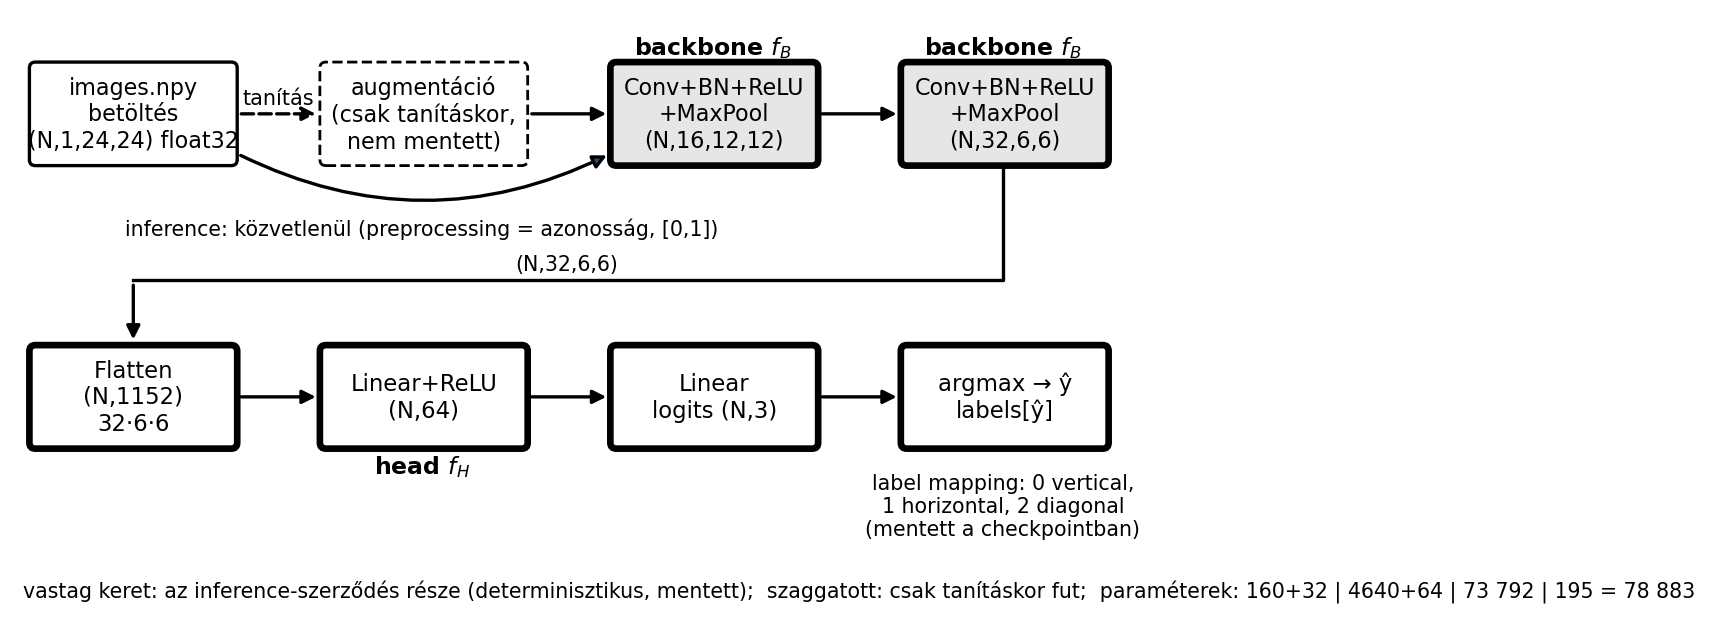 backbone f_B
backbone f_B
images.npy
betöltés
(N,1,24,24) float32
tanítás
augmentáció
(csak tanításkor,
nem mentett)
Conv+BN+ReLU
+MaxPool
(N,16,12,12)
Conv+BN+ReLU
+MaxPool
(N,32,6,6)
inference: közvetlenül (preprocessing = azonosság, [0,1])
(N,32,6,6)
Flatten
(N,1152)
32·6·6
Linear+ReLU
(N,64)
Linear
logits (N,3)
argmax → ŷ
labels[ŷ]
head f_H
label mapping: 0 vertical,
1 horizontal, 2 diagonal
(mentett a checkpointban)
vastag keret: az inference-szerződés része (determinisztikus, mentett);  szaggatott: csak tanításkor fut;  paraméterek: 160+32 | 4640+64 | 73 792 | 195 = 78 883